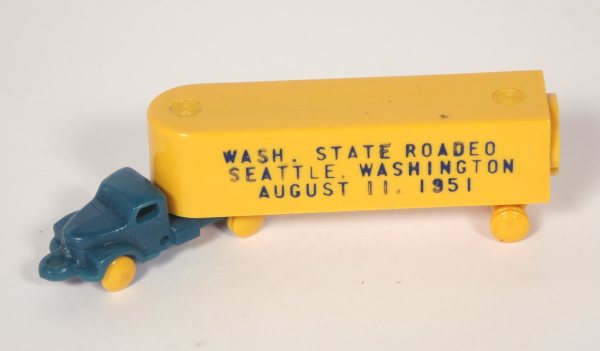 WASH. STATE ROADEO
SEATTLE, WASHINGTON
AUGUST 11. 1951